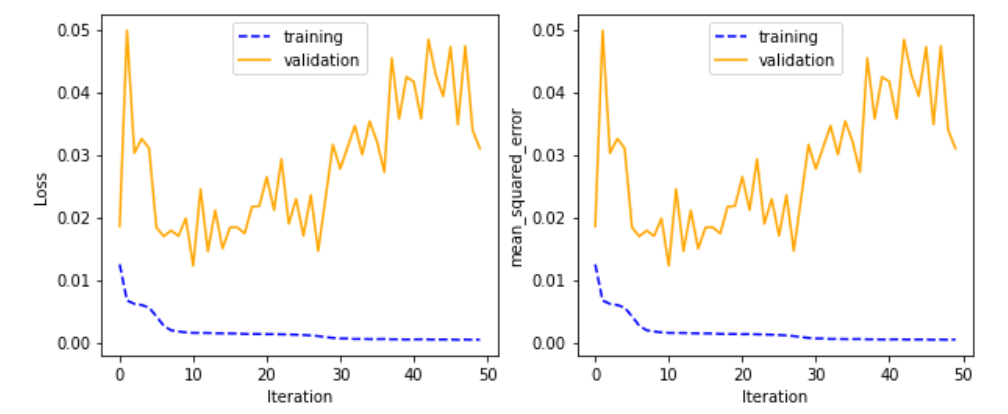 Loss
0.05
0.04
0.03
0.02
0.01
0.00
training
validation
0 10 20 30 40 50
Iteration
mean_squared_error
0.05
0.04
0.03
0.02
0.01
0.00
training
validation
0 10 20 30 40 50
Iteration